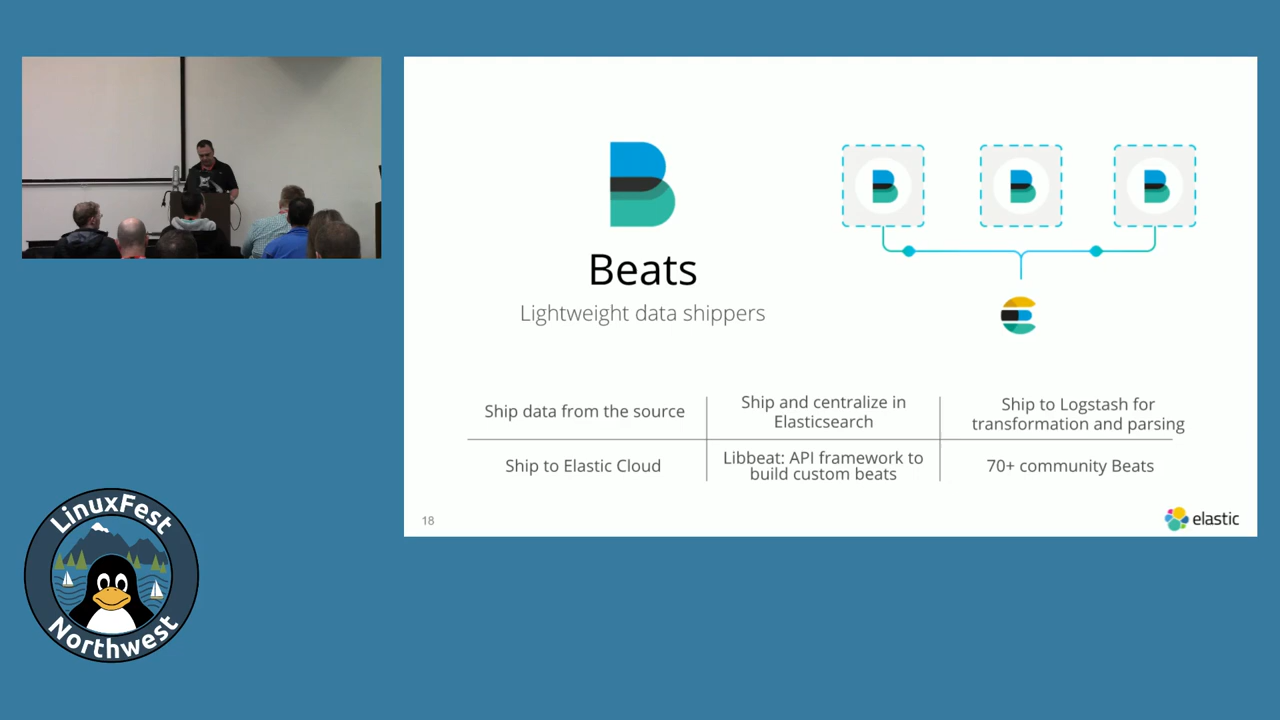 Beats
Lightweight data shippers
Ship data from the source
Ship and centralize in
Elasticsearch
Ship to Logstash for
transformation and parsing
Ship to Elastic Cloud
Libbeat: API framework to
build custom beats
70+ community Beats
18
elastic
LinuxFest
Northwest